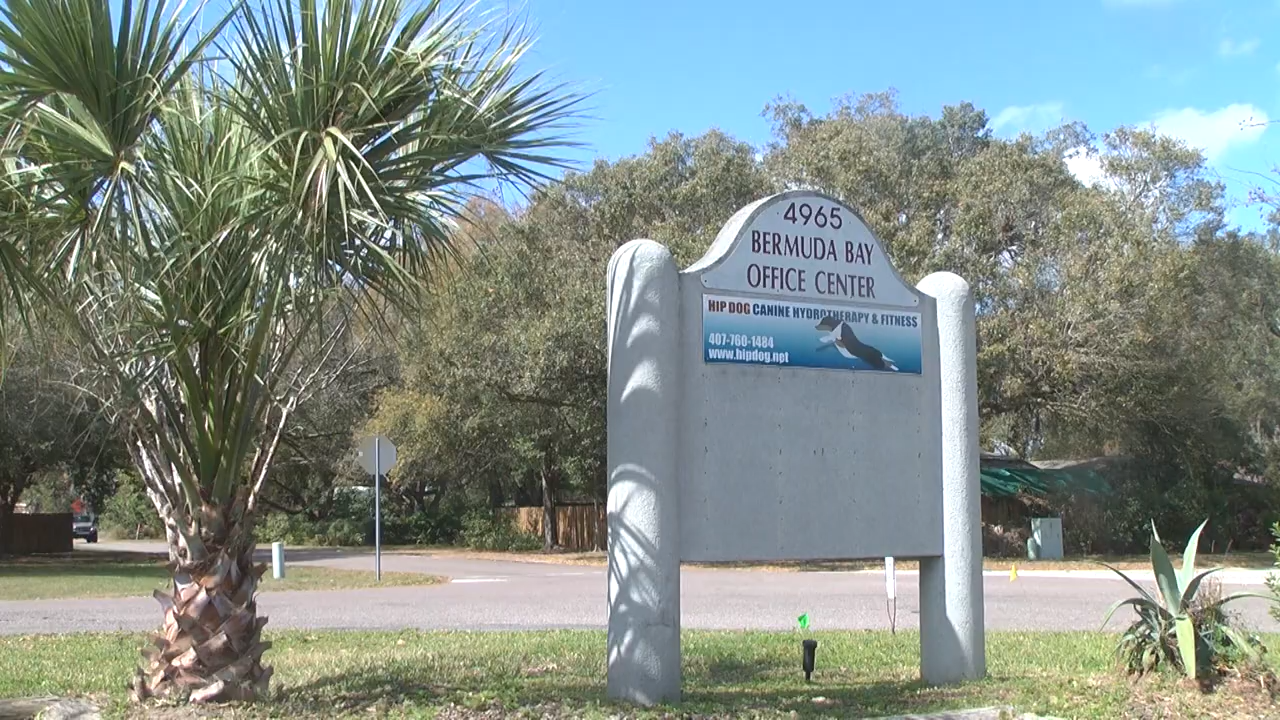 4965
BERMUDA BAY
OFFICE CENTER
HIP DOG CANINE HYDROTHERAPY & FITNESS
407-760-1484
www.hipdog.net